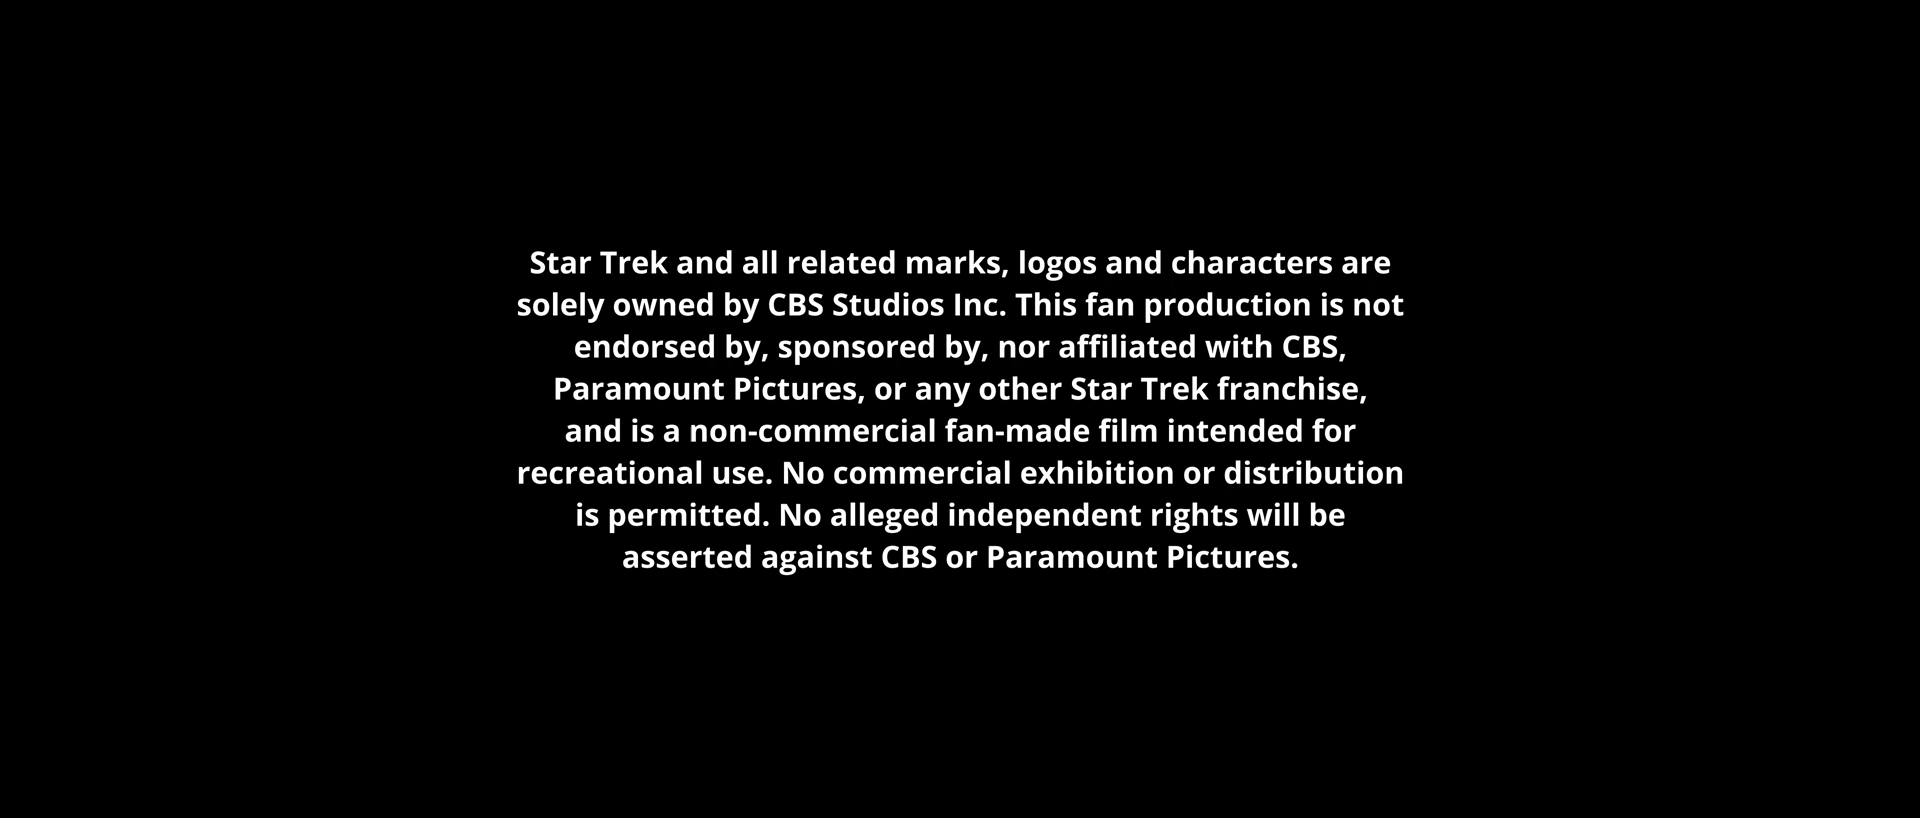 Star Trek and all related marks, logos and characters are
solely owned by CBS Studios Inc. This fan production is not
endorsed by, sponsored by, nor affiliated with CBS,
Paramount Pictures, or any other Star Trek franchise,
and is a non-commercial fan-made film intended for
recreational use. No commercial exhibition or distribution
is permitted. No alleged independent rights will be
asserted against CBS or Paramount Pictures.